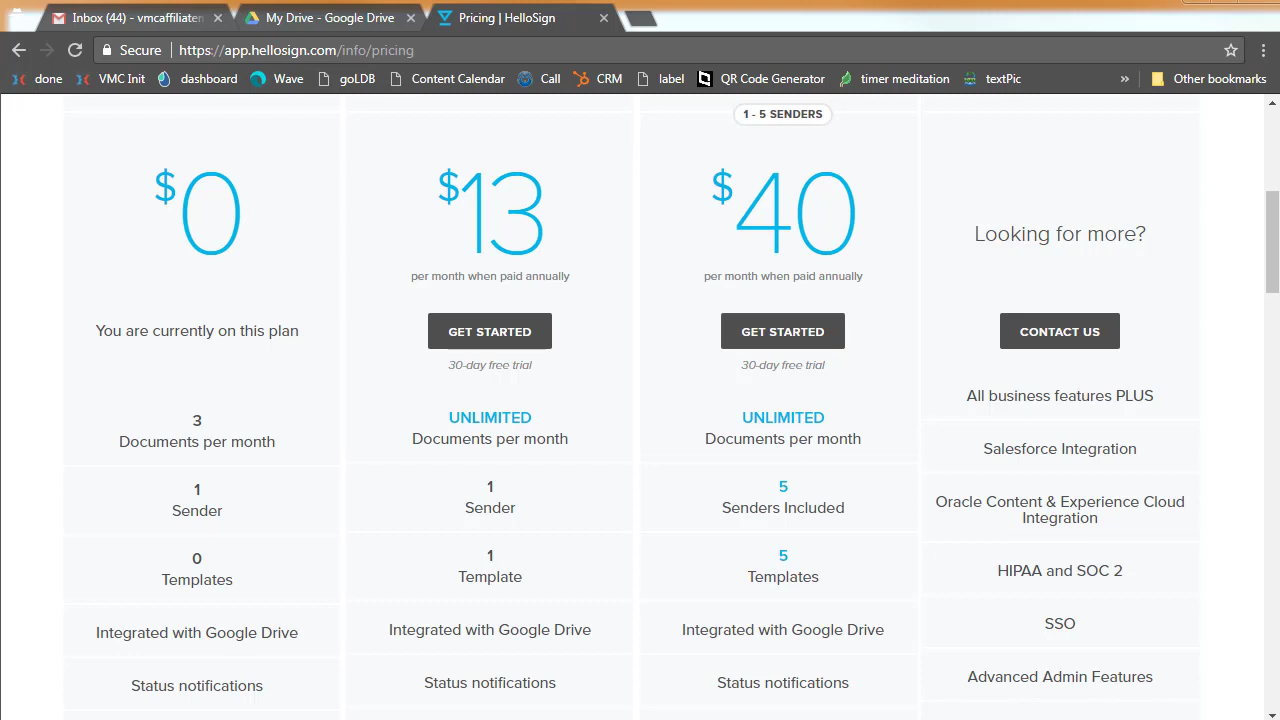 Inbox (44) - vmcaffiliatem
My Drive - Google Drive
Pricing | HelloSign
Secure
https://app.hellosign.com/info/pricing
done
VMC Init
dashboard
Wave
goLDB
Content Calendar
Call
CRM
label
QR Code Generator
timer meditation
textPic
»
Other bookmarks
1 - 5 SENDERS
$0
$13
$40
Looking for more?
per month when paid annually
per month when paid annually
You are currently on this plan
GET STARTED
GET STARTED
CONTACT US
30-day free trial
30-day free trial
3
Documents per month
1
Sender
0
Templates
Integrated with Google Drive
Status notifications
UNLIMITED
Documents per month
1
Sender
1
Template
Integrated with Google Drive
Status notifications
UNLIMITED
Documents per month
5
Senders Included
5
Templates
Integrated with Google Drive
Status notifications
All business features PLUS
Salesforce Integration
Oracle Content & Experience Cloud
Integration
HIPAA and SOC 2
SSO
Advanced Admin Features